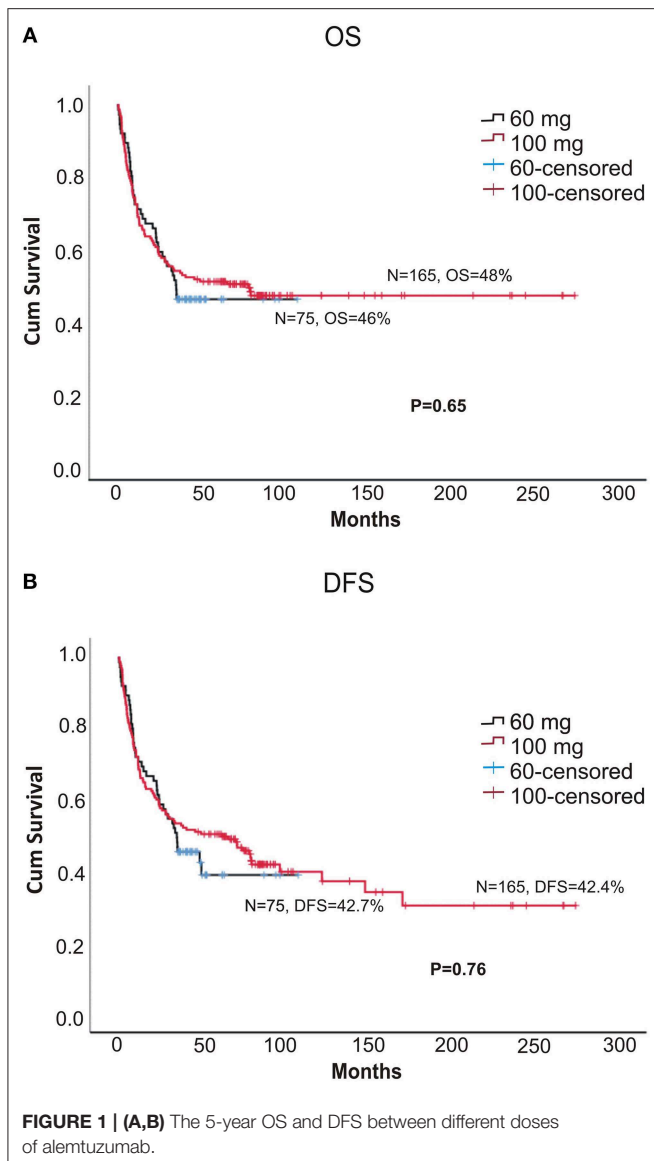 A
OS
1.0
0.8
0.6
0.4
0.2
0.0
Cum Survival
60 mg
100 mg
60-censored
100-censored
N=165, OS=48%
N=75, OS=46%
P=0.65
0 50 100 150 200 250 300
Months
B
DFS
1.0
0.8
0.6
0.4
0.2
0.0
Cum Survival
60 mg
100 mg
60-censored
100-censored
N=165, DFS=42.4%
N=75, DFS=42.7%
P=0.76
0 50 100 150 200 250 300
Months
FIGURE 1 | (A,B) The 5-year OS and DFS between different doses
of alemtuzumab.